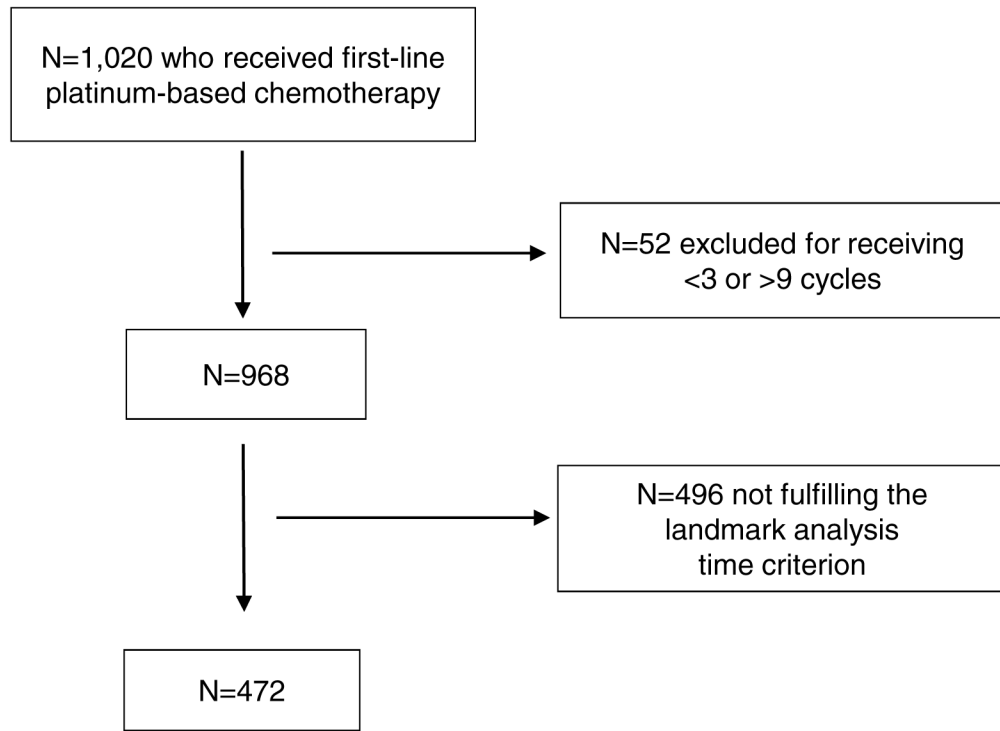 N=1,020 who received first-line
platinum-based chemotherapy
N=52 excluded for receiving
<3 or >9 cycles
N=968
N=496 not fulfilling the
landmark analysis
time criterion
N=472